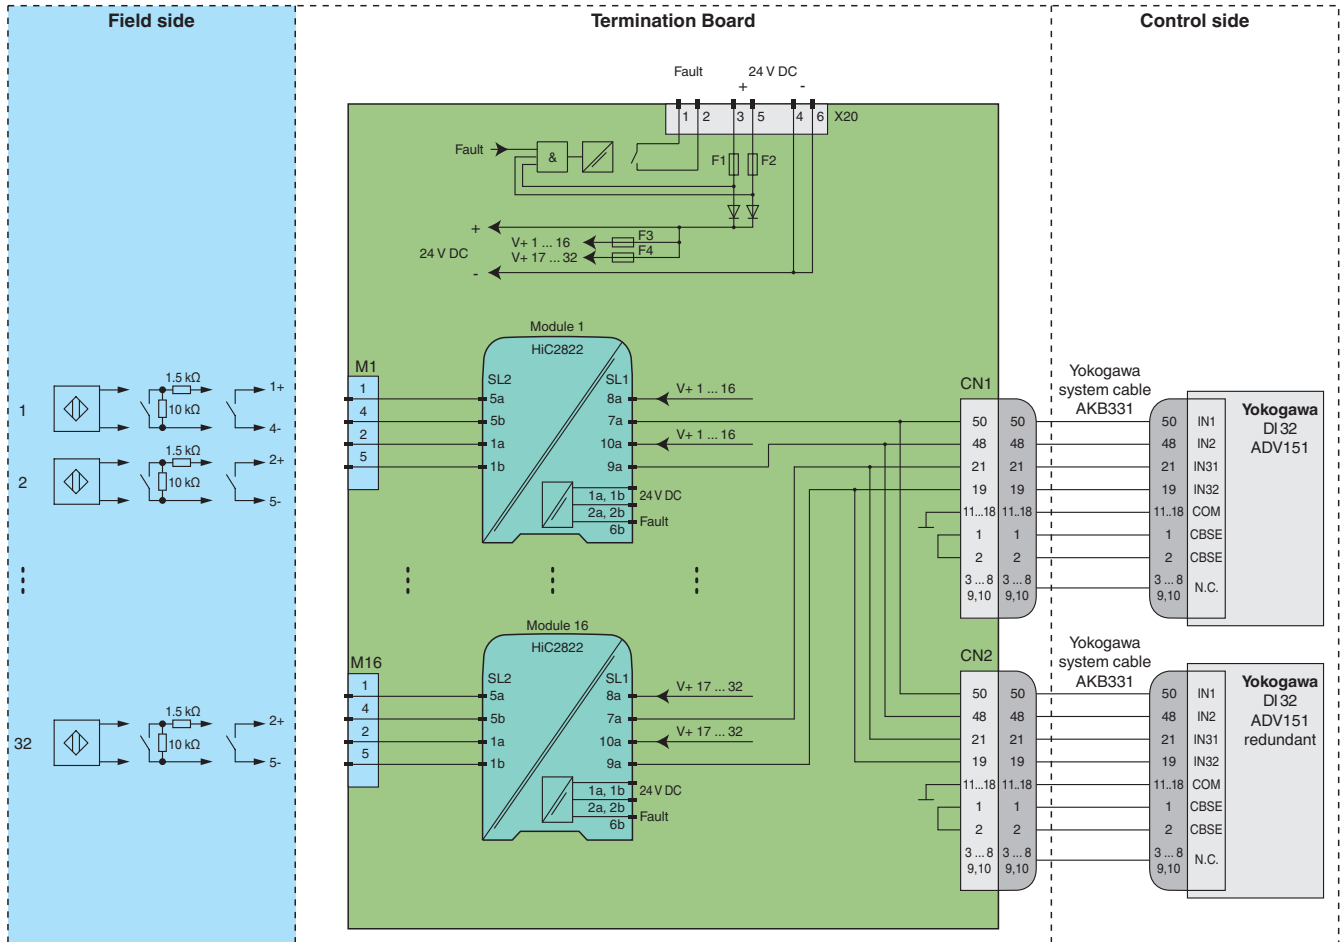 Field side
Termination Board
Control side
Fault
24 V DC
+
-
1
2
3
5
4
6
X20
Fault
&
F1
F2
+
24 V DC
-
V+ 1 ... 16
V+ 17 ... 32
F3
F4
1
1.5 kΩ
10 kΩ
1+
4-
2
1.5 kΩ
10 kΩ
2+
5-
32
1.5 kΩ
10 kΩ
2+
5-
M1
1
4
2
5
Module 1
HiC2822
SL2
SL1
5a
5b
1a
1b
8a
7a
10a
9a
V+ 1 ... 16
V+ 1 ... 16
1a, 1b
24 V DC
2a, 2b
Fault
6b
M16
1
4
2
5
Module 16
HiC2822
SL2
SL1
5a
5b
1a
1b
8a
7a
10a
9a
V+ 17 ... 32
V+ 17 ... 32
1a, 1b
24 V DC
2a, 2b
Fault
6b
CN1
50 50
48 48
21 21
19 19
11..18 11..18
1 1
2 2
3 ... 8 3 ... 8
9,10 9,10
Yokogawa
system cable
AKB331
50 IN1
48 IN2
21 IN31
19 IN32
11..18 COM
1 CBSE
2 CBSE
3 ... 8
9,10
N.C.
Yokogawa
DI 32
ADV151
CN2
50 50
48 48
21 21
19 19
11..18 11..18
1 1
2 2
3 ... 8 3 ... 8
9,10 9,10
Yokogawa
system cable
AKB331
50 IN1
48 IN2
21 IN31
19 IN32
11..18 COM
1 CBSE
2 CBSE
3 ... 8
9,10
N.C.
Yokogawa
DI 32
ADV151
redundant